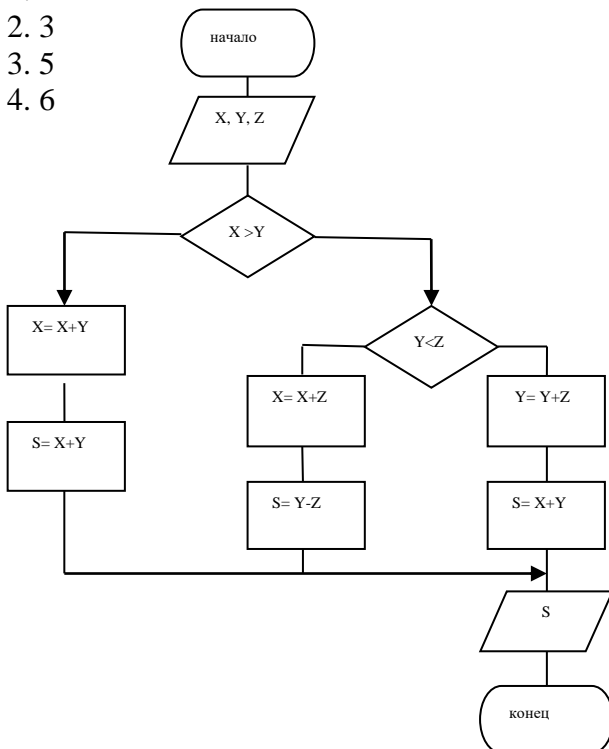 2. 3
3. 5
4. 6
начало
X, Y, Z
X >Y
X= X+Y
S= X+Y
Y<Z
X= X+Z
Y= Y+Z
S= Y-Z
S= X+Y
S
конец